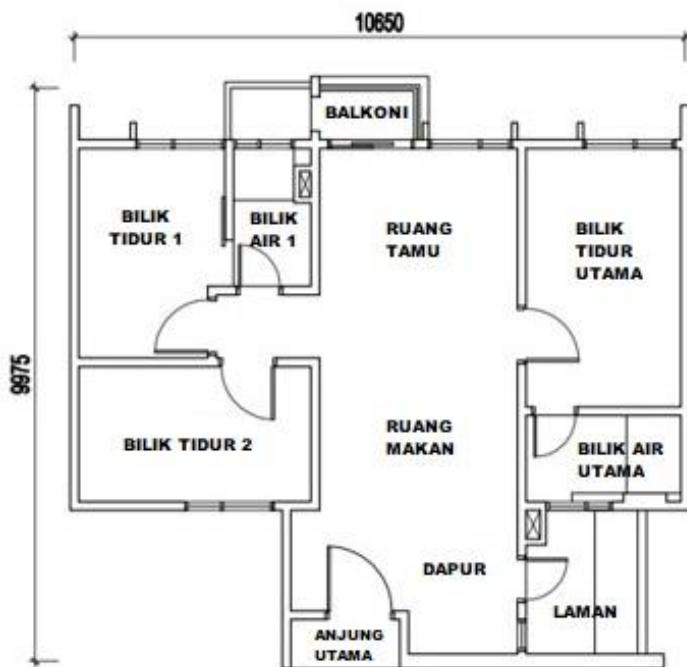 10650
9975
BALKONI
BILIK
TIDUR 1
BILIK
AIR 1
RUANG
TAMU
BILIK
TIDUR
UTAMA
BILIK TIDUR 2
RUANG
MAKAN
BILIK AIR
UTAMA
DAPUR
LAMAN
ANJUNG
UTAMA